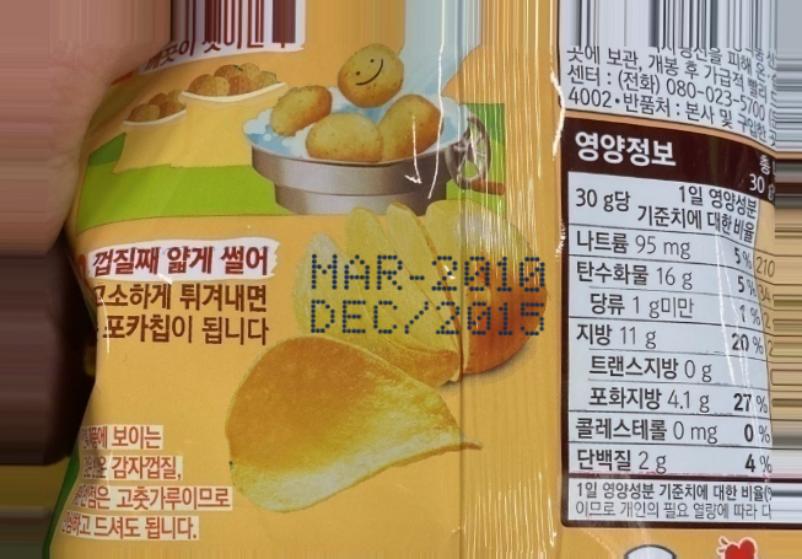 곳에 보관, 개봉 후 가급적 빨리
센터 : (전화) 080-023-5700
4002·반품처 : 본사 및
영양정보
30
30 g당
1일 영양성분
기준치에 대한 비율
나트륨 95 mg 5 %
탄수화물 16 g 5 %
당류 1 g미만 1 %
지방 11 g 20 %
트랜스지방 0 g
포화지방 4.1 g 27 %
콜레스테롤 0 mg 0 %
단백질 2 g 4 %
1일 영양성분 기준치에 대한 비율(%
이므로 개인의 필요 열량에 따라 다
껍질째 얇게 썰어
고소하게 튀겨내면
포카칩이 됩니다
MAR-2010
DEC/2015
보이는
감자껍질,
고춧가루이므로
드셔도 됩니다.